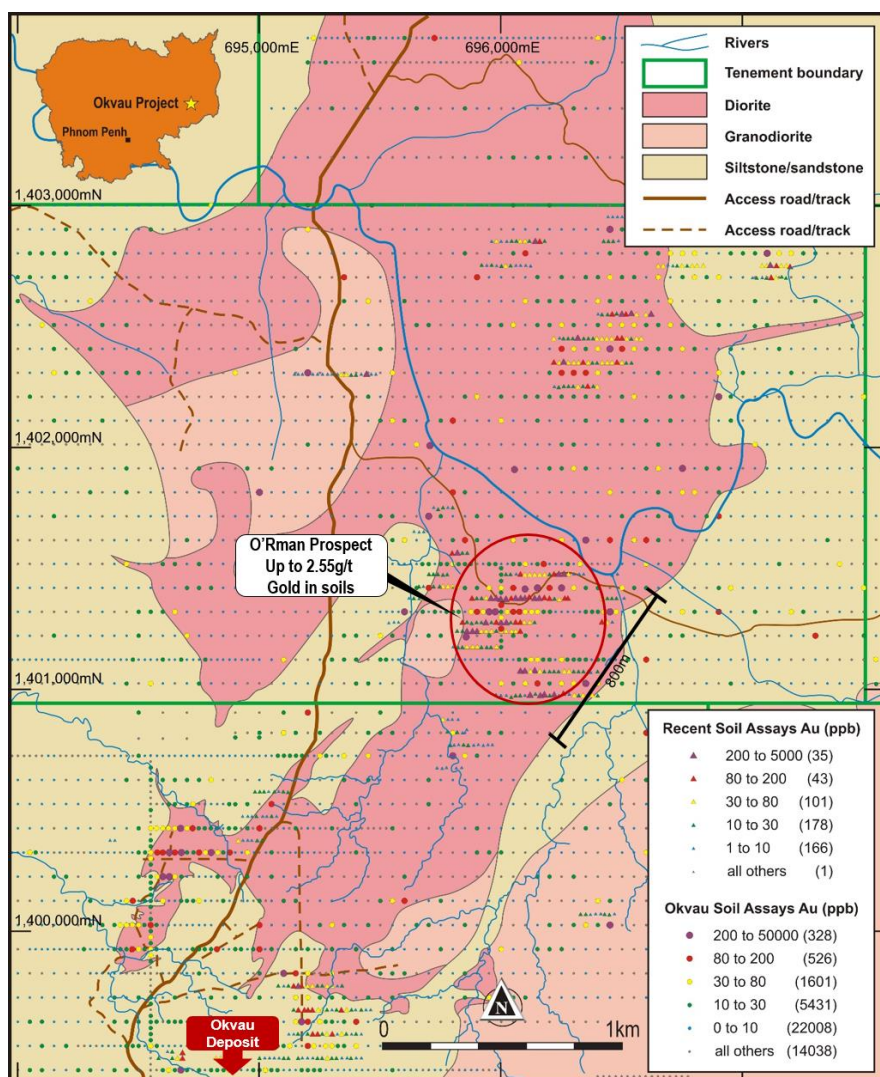 695,000mE
696,000mE
Okvau Project
Phnom Penh
Rivers
Tenement boundary
Diorite
Granodiorite
Siltstone/sandstone
Access road/track
Access road/track
1,403,000mN
1,402,000mN
O'Rman Prospect
Up to 2.55g/t
Gold in soils
1,401,000mN
800m
Recent Soil Assays Au (ppb)
200 to 5000 (35)
80 to 200 (43)
30 to 80 (101)
10 to 30 (178)
1 to 10 (166)
all others (1)
1,400,000mN
Okvau Soil Assays Au (ppb)
200 to 50000 (328)
80 to 200 (526)
30 to 80 (1601)
10 to 30 (5431)
0 to 10 (22008)
all others (14038)
N
Okvau
Deposit
0
1km